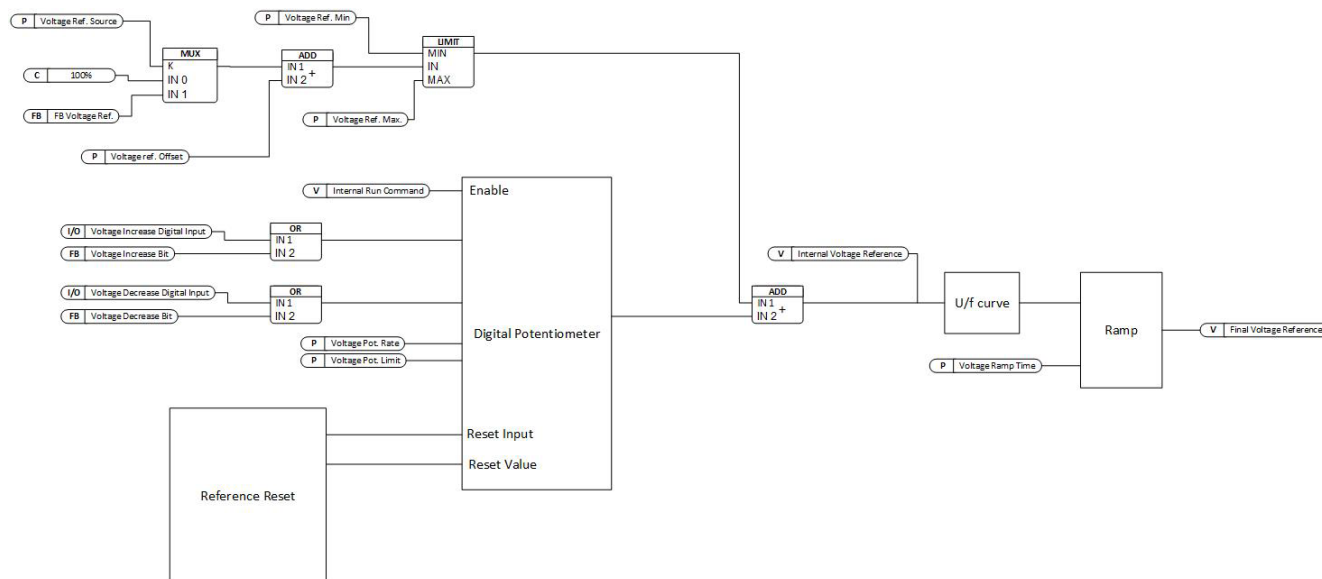 P Voltage Ref. Source
P Voltage Ref. Min
MUX
K
IN 0
IN 1
C 100%
FB FB Voltage Ref.
ADD
IN 1
IN 2 +
LIMIT
MIN
IN
MAX
P Voltage Ref. Max.
P Voltage ref. Offset
V Internal Run Command
Enable
I/O Voltage Increase Digital Input
FB Voltage Increase Bit
OR
IN 1
IN 2
I/O Voltage Decrease Digital Input
FB Voltage Decrease Bit
OR
IN 1
IN 2
P Voltage Pot. Rate
P Voltage Pot. Limit
Digital Potentiometer
Reset Input
Reset Value
Reference Reset
V Internal Voltage Reference
ADD
IN 1
IN 2 +
U/f curve
Ramp
P Voltage Ramp Time
V Final Voltage Reference